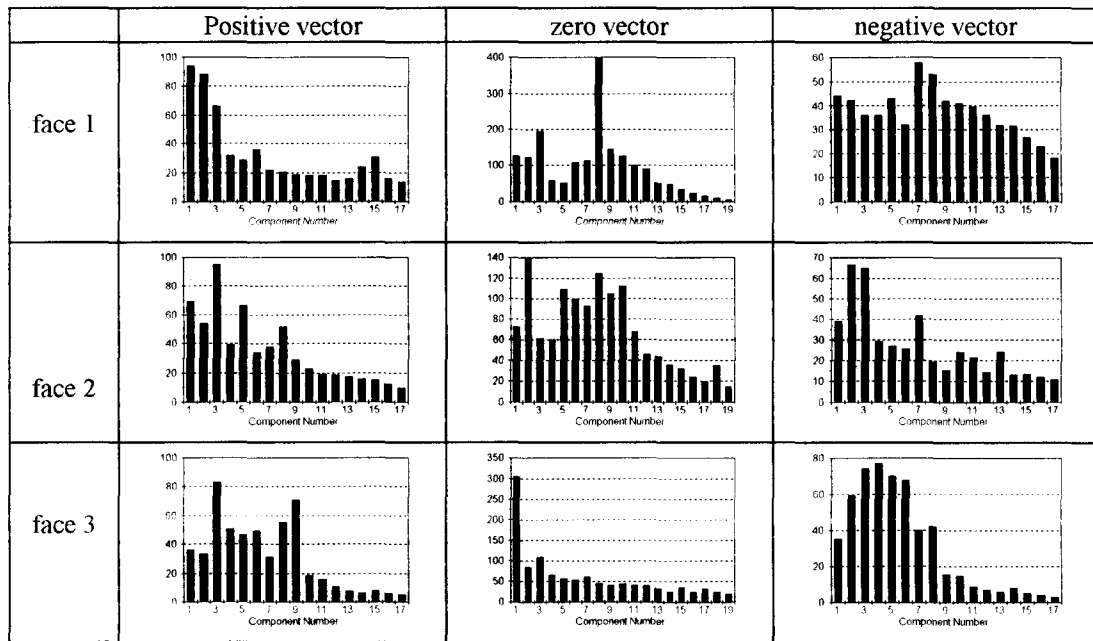 Positive vector zero vector negative vector
face 1
100
80
60
40
20
0
1 3 5 7 9 11 13 15 17
Component Number
400
300
200
100
0
1 3 5 7 9 11 13 15 17 19
Component Number
60
50
40
30
20
10
0
1 3 5 7 9 11 13 15 17
Component Number
face 2
100
80
60
40
20
0
1 3 5 7 9 11 13 15 17
Component Number
140
120
100
80
60
40
20
0
1 3 5 7 9 11 13 15 17 19
Component Number
70
60
50
40
30
20
10
0
1 3 5 7 9 11 13 15 17
Component Number
face 3
100
80
60
40
20
0
1 3 5 7 9 11 13 15 17
Component Number
350
300
250
200
150
100
50
0
1 3 5 7 9 11 13 15 17 19
Component Number
80
60
40
20
0
1 3 5 7 9 11 13 15 17
Component Number